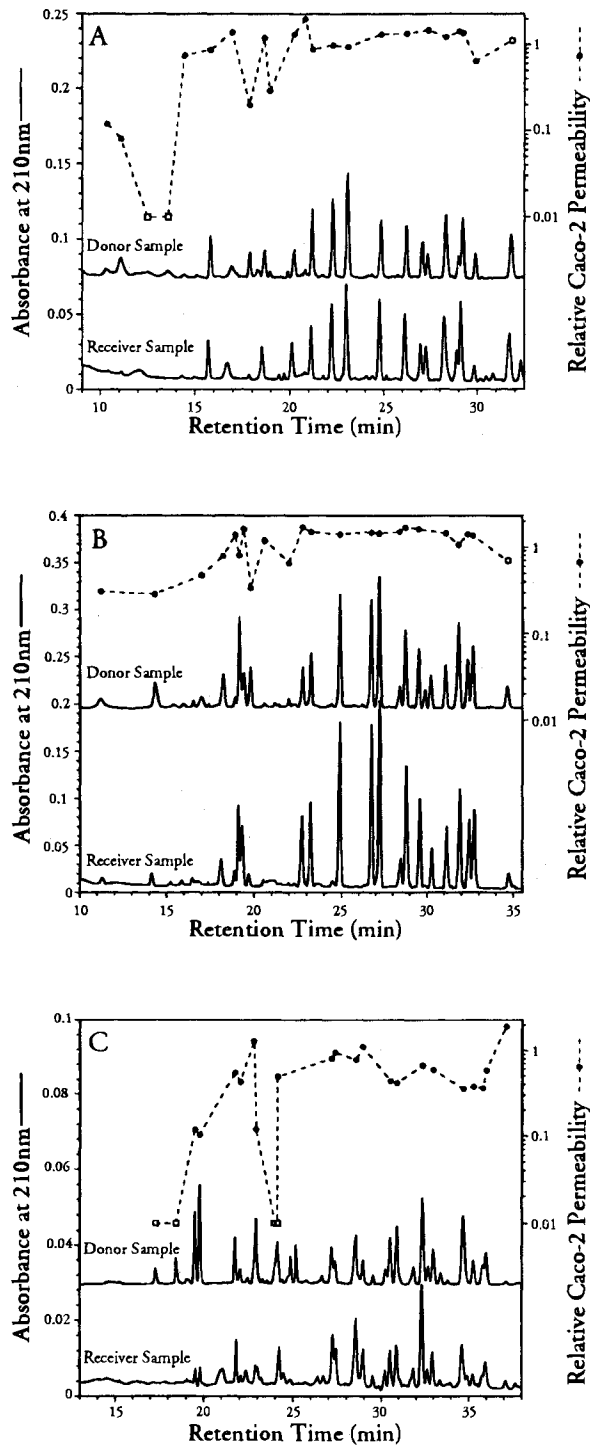 A
0.25
0.2
0.15
0.1
0.05
0
1
0.1
0.01
Absorbance at 210nm
Relative Caco-2 Permeability
Donor Sample
Receiver Sample
10 15 20 25 30
Retention Time (min)
B
0.4
0.35
0.3
0.25
0.2
0.15
0.1
0.05
0
1
0.1
0.01
Absorbance at 210nm
Relative Caco-2 Permeability
Donor Sample
Receiver Sample
10 15 20 25 30 35
Retention Time (min)
C
0.1
0.08
0.06
0.04
0.02
0
1
0.1
0.01
Absorbance at 210nm
Relative Caco-2 Permeability
Donor Sample
Receiver Sample
15 20 25 30 35
Retention Time (min)